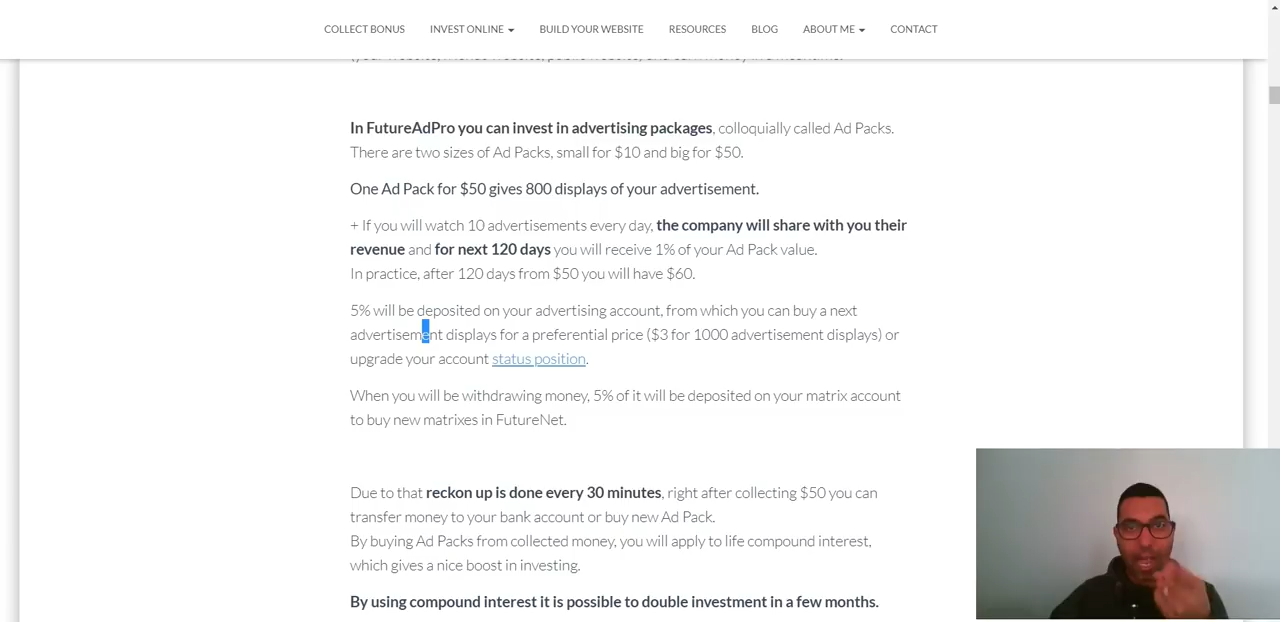 COLLECT BONUS INVEST ONLINE BUILD YOUR WEBSITE RESOURCES BLOG ABOUT ME CONTACT
In FutureAdPro you can invest in advertising packages, colloquially called Ad Packs.
There are two sizes of Ad Packs, small for $10 and big for $50.
One Ad Pack for $50 gives 800 displays of your advertisement.
+ If you will watch 10 advertisements every day, the company will share with you their
revenue and for next 120 days you will receive 1% of your Ad Pack value.
In practice, after 120 days from $50 you will have $60.
5% will be deposited on your advertising account, from which you can buy a next
advertisement displays for a preferential price ($3 for 1000 advertisement displays) or
upgrade your account status position.
When you will be withdrawing money, 5% of it will be deposited on your matrix account
to buy new matrixes in FutureNet.
Due to that reckon up is done every 30 minutes, right after collecting $50 you can
transfer money to your bank account or buy new Ad Pack.
By buying Ad Packs from collected money, you will apply to life compound interest,
which gives a nice boost in investing.
By using compound interest it is possible to double investment in a few months.